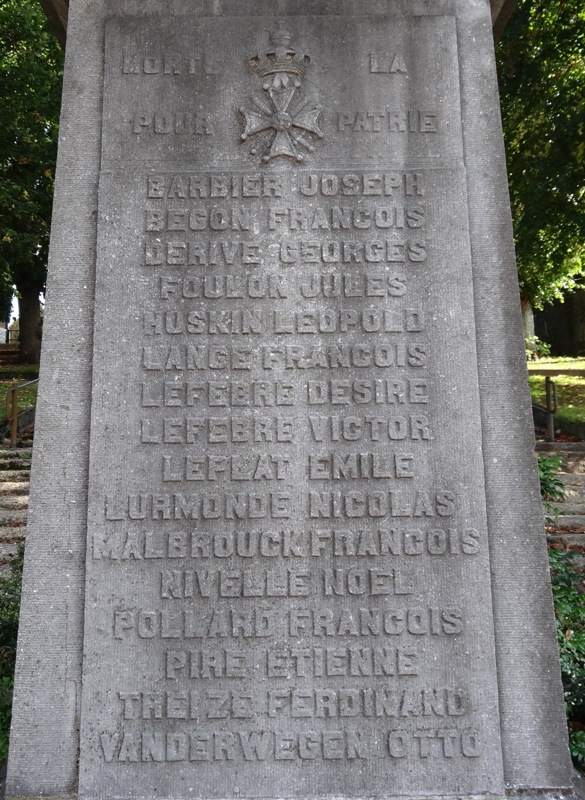 MORTS LA
POUR PATRIE
BARBIER JOSEPH
BEGON FRANCOIS
DERIVE GEORGES
FOULON JULES
HUSKIN LEOPOLD
LANGE FRANCOIS
LEFEBRE DESIRE
LEFEBRE VICTOR
LEPLAT EMILE
LURMONDE NICOLAS
MALBROUCK FRANCOIS
NIVELLE NOEL
POLLARD FRANCOIS
PIRE ETIENNE
TREIZE FERDINAND
VANDERWEGEN OTTO